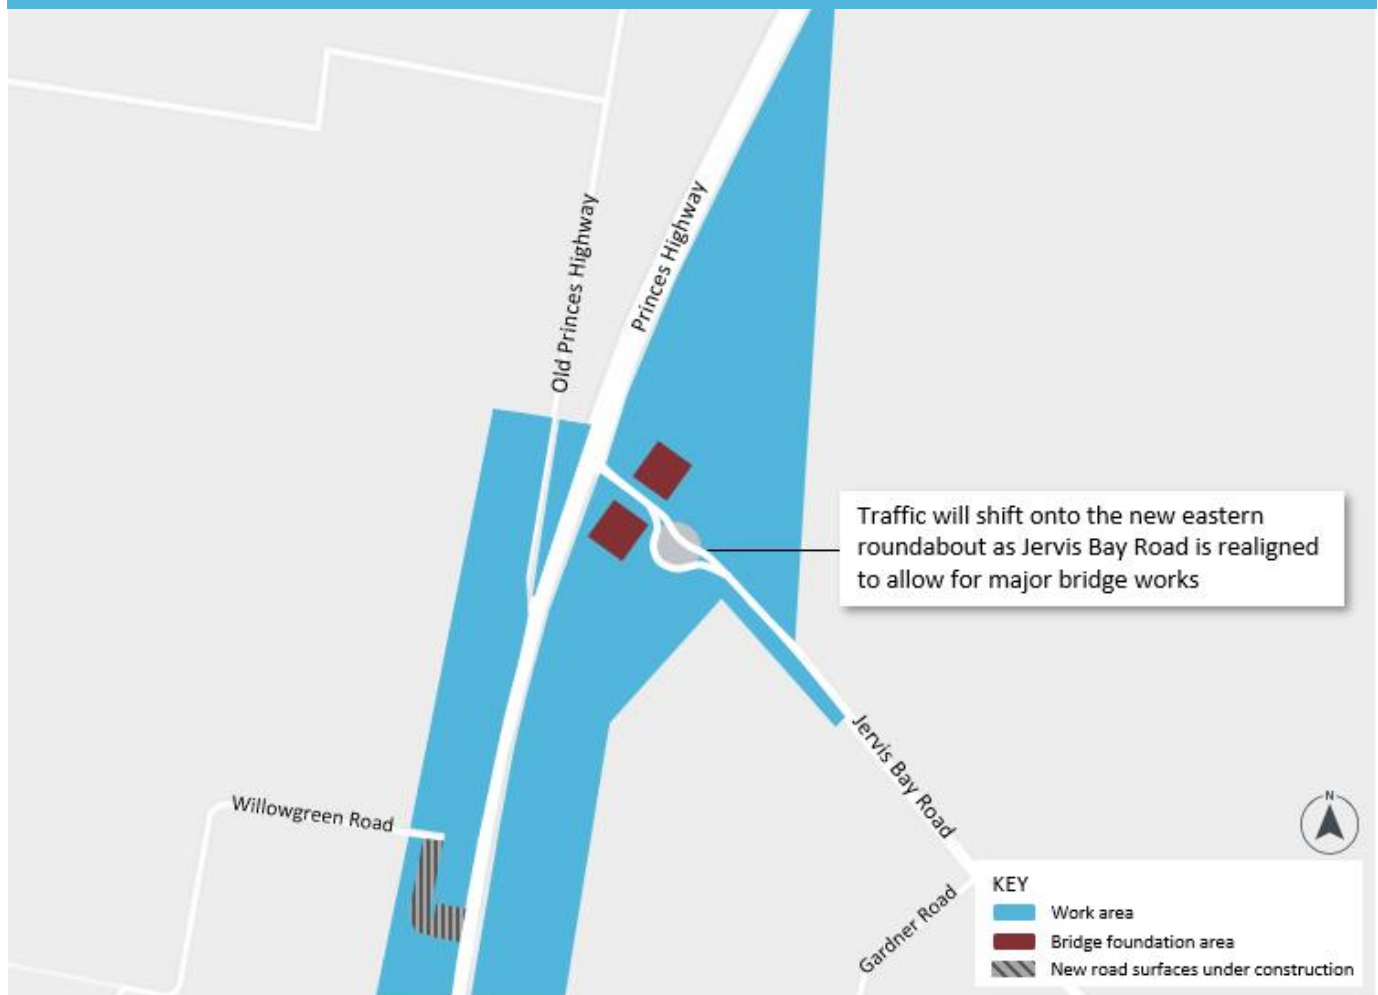 Old Princes Highway
Princes Highway
Traffic will shift onto the new eastern
roundabout as Jervis Bay Road is realigned
to allow for major bridge works
Jervis Bay Road
Willowgreen Road
Gardner Road
N
KEY
Work area
Bridge foundation area
New road surfaces under construction